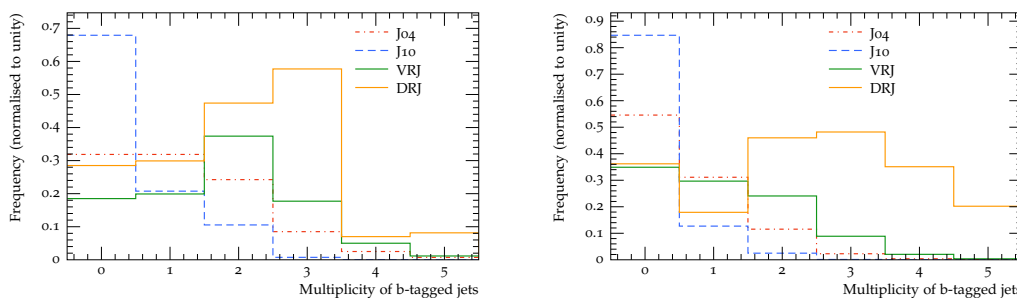 Frequency (normalised to unity)
0.7
0.6
0.5
0.4
0.3
0.2
0.1
0
J04
J10
VRJ
DRJ
0 1 2 3 4 5
Multiplicity of b-tagged jets
Frequency (normalised to unity)
0.9
0.8
0.7
0.6
0.5
0.4
0.3
0.2
0.1
0
J04
J10
VRJ
DRJ
0 1 2 3 4 5
Multiplicity of b-tagged jets